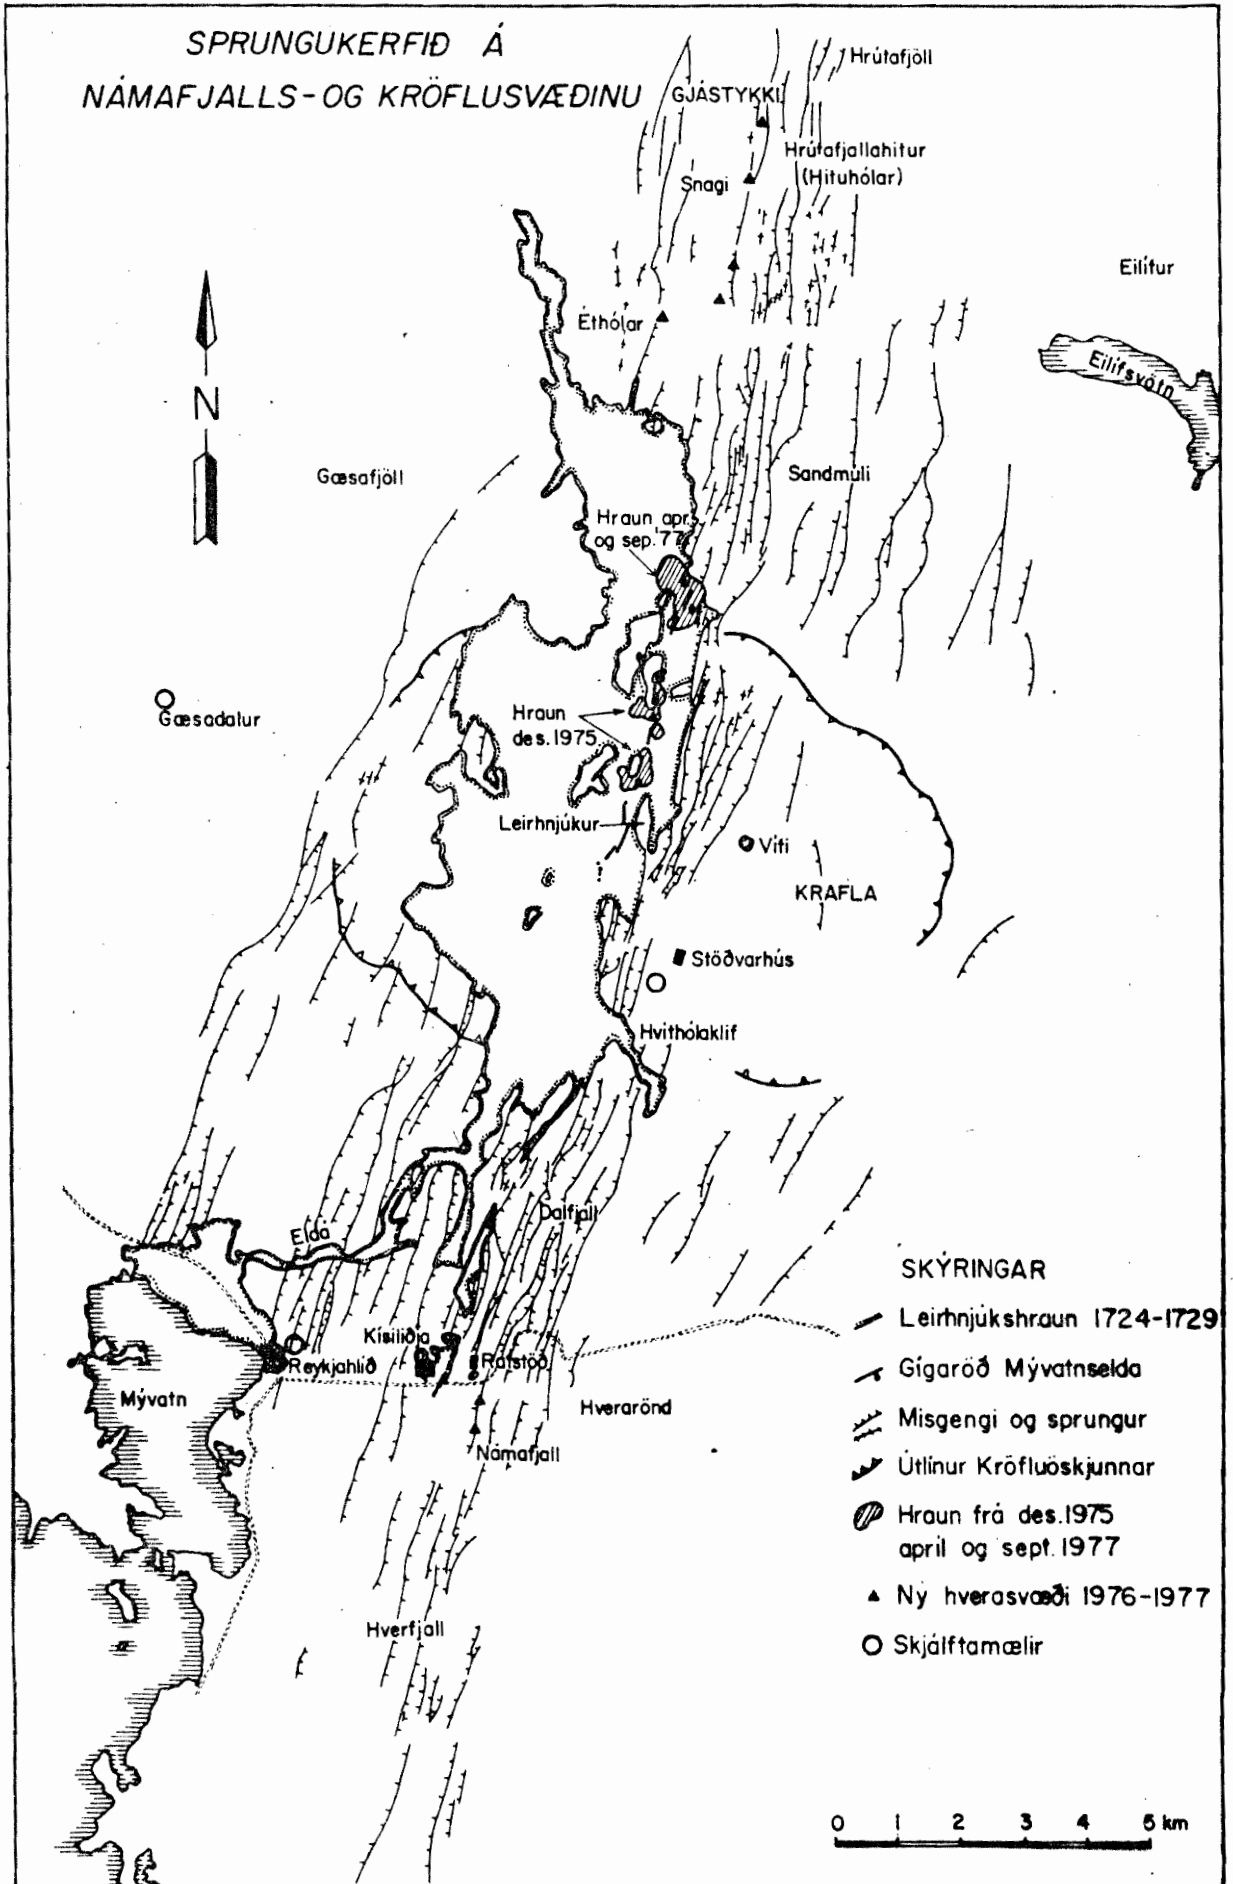 SPRUNGUKERFIÐ Á
NÁMAFJALLS-OG KRÖFLUSVÆÐINU
Hrútafjöll
GJÁSTYKKI
Hrútafjallahitur
(Hituhólar)
Snagi
Eilífur
Éthólar
Eilífsvötn
N
Gæsafjöll
Sandmúli
Hraun apr.
og sep.'77
Gæsadalur
Hraun
des.1975
Leirhnjúkur
Víti
KRAFLA
Stöðvarhús
Hvíthólaklif
Dalfjall
Eldá
SKÝRINGAR
Leirhnjúkshraun 1724-1729
Kísiliðja
Reykjahlíð
Rafstöð
Gígaröð Mývatnselda
Mývatn
Hverarönd
Misgengi og sprungur
Námafjall
Útlínur Kröfluöskjunnar
Hraun frá des.1975
apríl og sept.1977
Ný hverasvæði 1976-1977
Hverfjall
Skjálftamælir
0 1 2 3 4 5 km